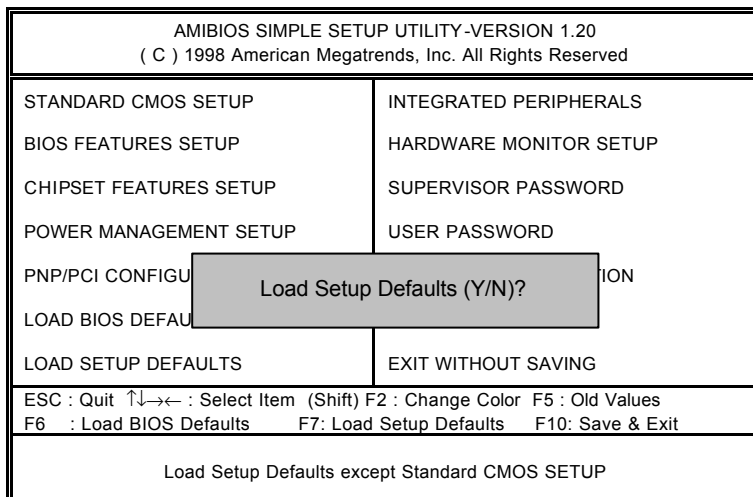 AMIBIOS SIMPLE SETUP UTILITY-VERSION 1.20
( C ) 1998 American Megatrends, Inc. All Rights Reserved
STANDARD CMOS SETUP
BIOS FEATURES SETUP
CHIPSET FEATURES SETUP
POWER MANAGEMENT SETUP
PNP/PCI CONFIGU
LOAD BIOS DEFAU
LOAD SETUP DEFAULTS
INTEGRATED PERIPHERALS
HARDWARE MONITOR SETUP
SUPERVISOR PASSWORD
USER PASSWORD
ION
EXIT WITHOUT SAVING
Load Setup Defaults (Y/N)?
ESC : Quit ↑↓→← : Select Item (Shift) F2 : Change Color F5 : Old Values
F6 : Load BIOS Defaults F7: Load Setup Defaults F10: Save & Exit
Load Setup Defaults except Standard CMOS SETUP